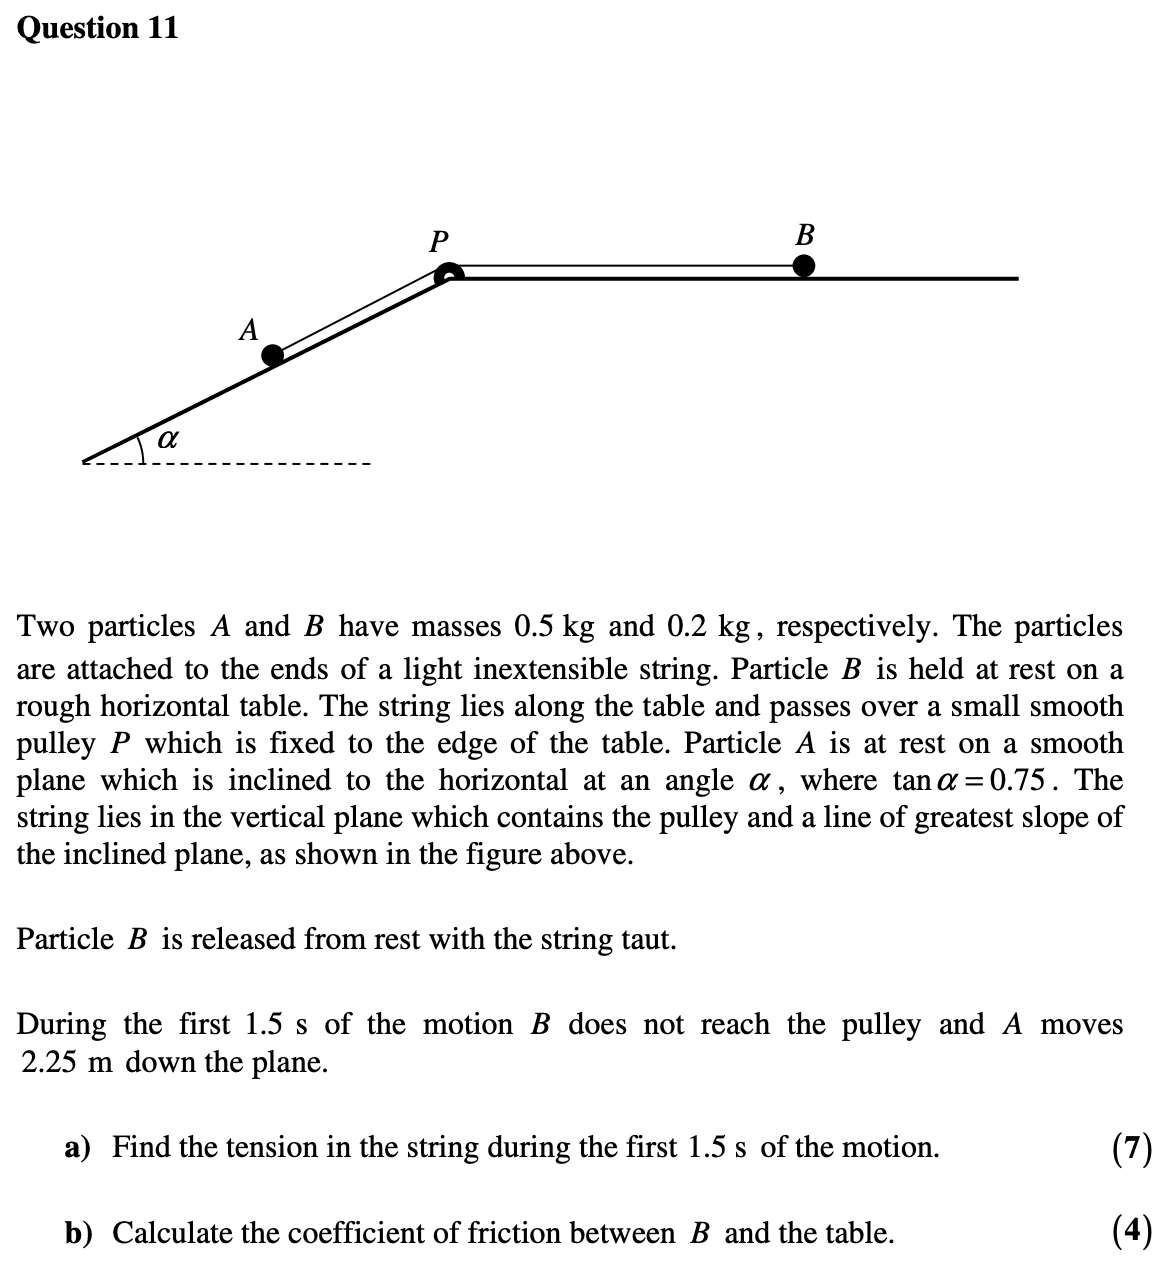 Question 11
P
B
A
α
Two particles A and B have masses 0.5 kg and 0.2 kg, respectively. The particles
are attached to the ends of a light inextensible string. Particle B is held at rest on a
rough horizontal table. The string lies along the table and passes over a small smooth
pulley P which is fixed to the edge of the table. Particle A is at rest on a smooth
plane which is inclined to the horizontal at an angle α, where tan α = 0.75. The
string lies in the vertical plane which contains the pulley and a line of greatest slope of
the inclined plane, as shown in the figure above.
Particle B is released from rest with the string taut.
During the first 1.5 s of the motion B does not reach the pulley and A moves
2.25 m down the plane.
a) Find the tension in the string during the first 1.5 s of the motion. (7)
b) Calculate the coefficient of friction between B and the table. (4)